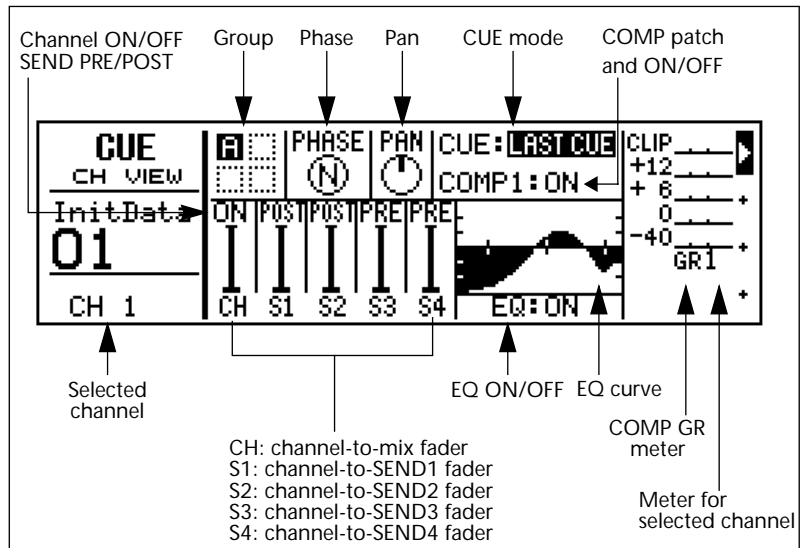 Channel ON/OFF
SEND PRE/POST
Group
Phase
Pan
CUE mode
COMP patch
and ON/OFF
CUE
CH VIEW
InitData
01
CH 1
A
PHASE
N
PAN
CUE:LAST CUE
COMP1:ON
ON POST POST PRE PRE
CH S1 S2 S3 S4
EQ:ON
CLIP
+12
+ 6
0
-40
GR1
Selected
channel
EQ ON/OFF
EQ curve
CH: channel-to-mix fader
S1: channel-to-SEND1 fader
S2: channel-to-SEND2 fader
S3: channel-to-SEND3 fader
S4: channel-to-SEND4 fader
COMP GR
meter
Meter for
selected channel